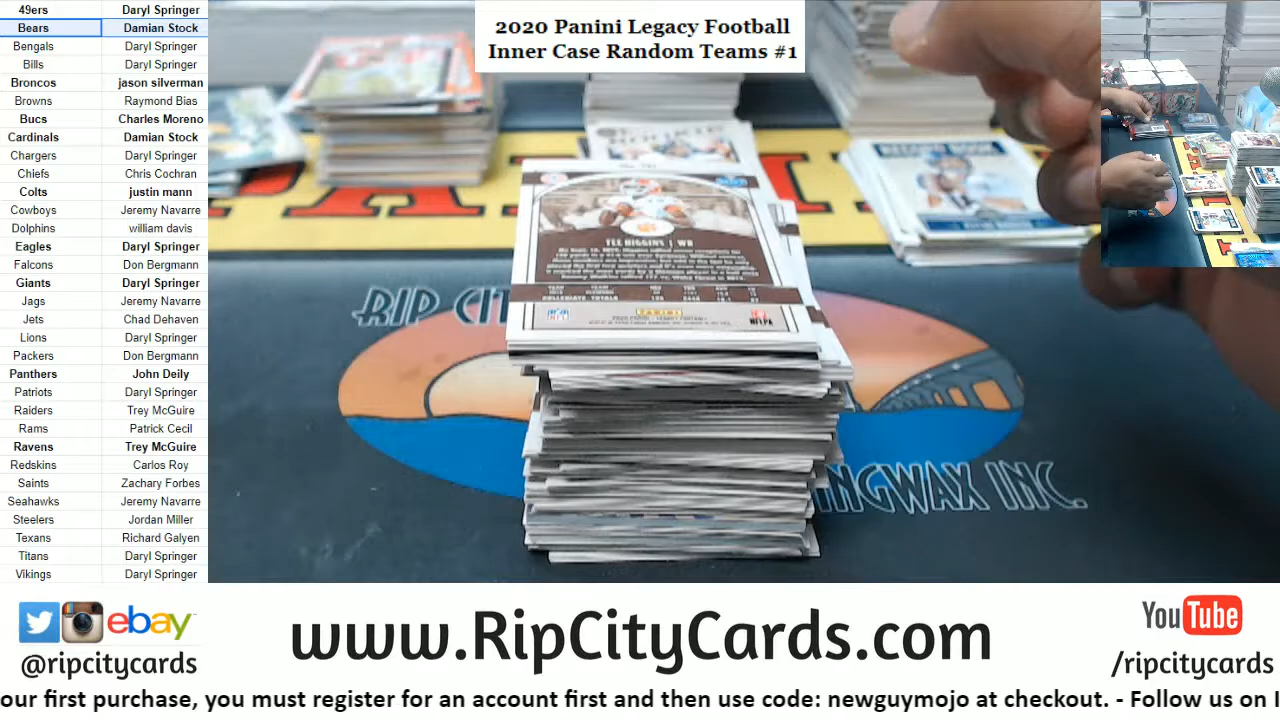 49ers Daryl Springer
Bears Damian Stock
Bengals Daryl Springer
Bills Daryl Springer
Broncos jason silverman
Browns Raymond Bias
Bucs Charles Moreno
Cardinals Damian Stock
Chargers Daryl Springer
Chiefs Chris Cochran
Colts justin mann
Cowboys Jeremy Navarre
Dolphins william davis
Eagles Daryl Springer
Falcons Don Bergmann
Giants Daryl Springer
Jags Jeremy Navarre
Jets Chad Dehaven
Lions Daryl Springer
Packers Don Bergmann
Panthers John Deily
Patriots Daryl Springer
Raiders Trey McGuire
Rams Patrick Cecil
Ravens Trey McGuire
Redskins Carlos Roy
Saints Zachary Forbes
Seahawks Jeremy Navarre
Steelers Jordan Miller
Texans Richard Galyen
Titans Daryl Springer
Vikings Daryl Springer
2020 Panini Legacy Football
Inner Case Random Teams #1
RECORD BOOK
TEE HIGGINS | WR
COLLEGIATE TOTALS
PANINI
NFL
NFLPA
RIP CIT
INGWAX INC.
ebay
@ripcitycards
www.RipCityCards.com
YouTube
/ripcitycards
our first purchase, you must register for an account first and then use code: newguymojo at checkout. - Follow us on